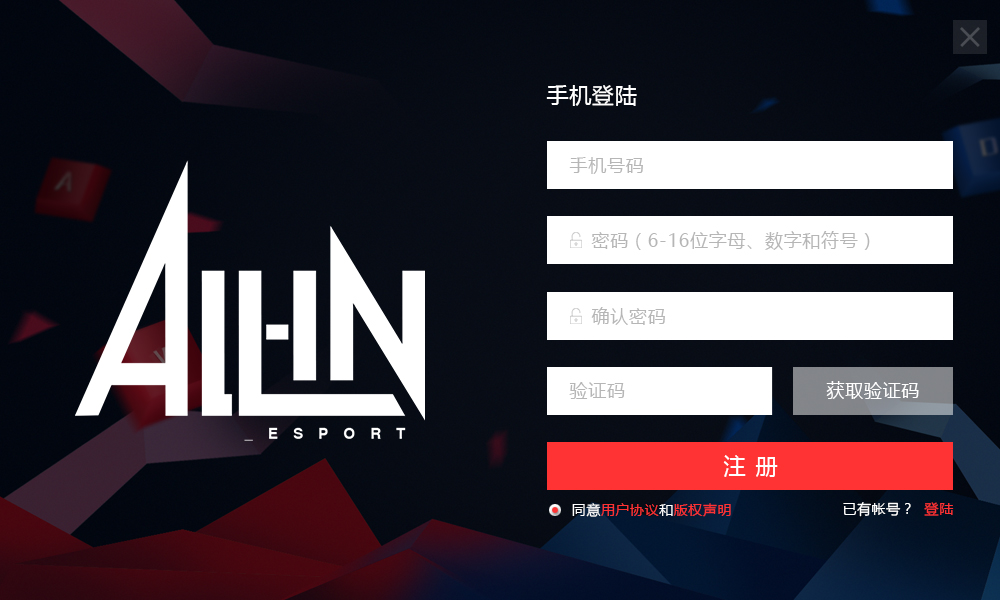 手机登陆
手机号码
密码（6-16位字母、数字和符号）
确认密码
验证码 获取验证码
注 册
同意用户协议和版权声明 已有帐号？ 登陆
_ESPORT